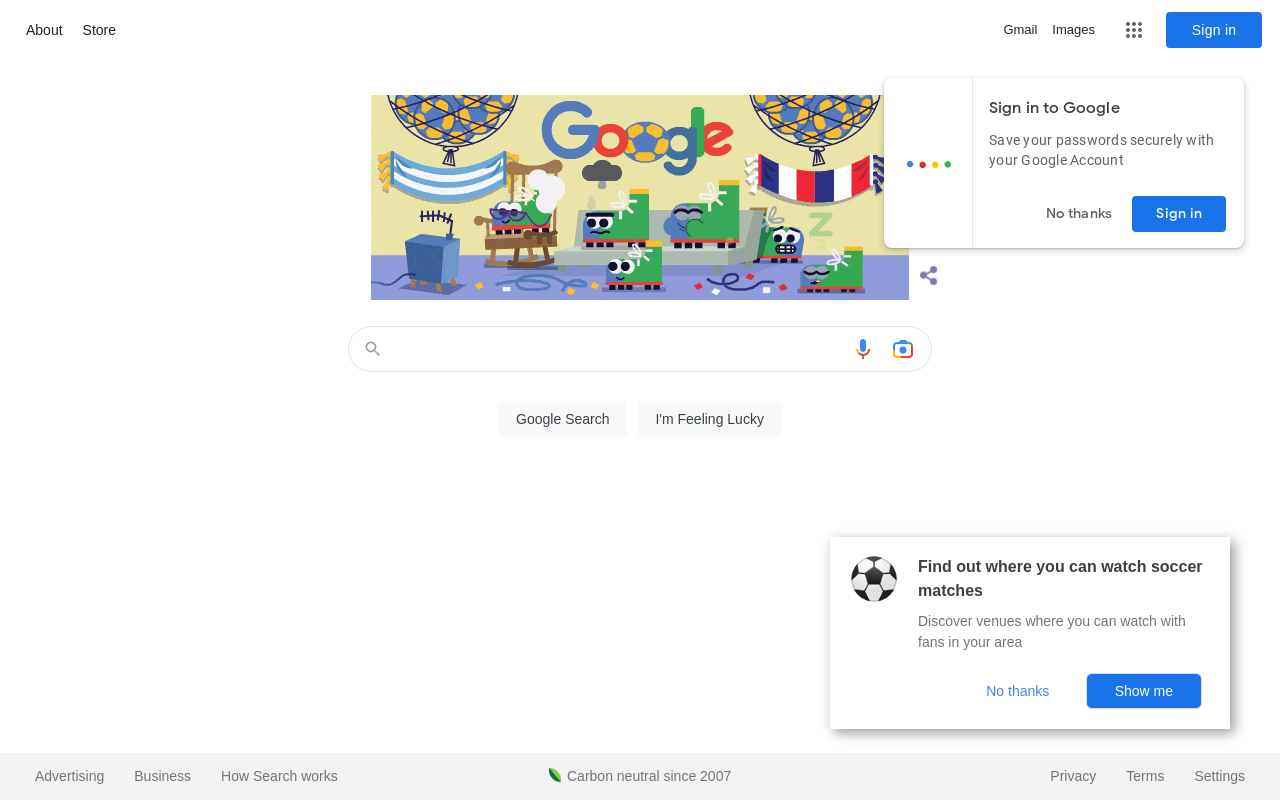 About Store
Gmail Images Sign in
Google
Sign in to Google
Save your passwords securely with
your Google Account
No thanks Sign in
Z
Google Search I'm Feeling Lucky
Find out where you can watch soccer
matches
Discover venues where you can watch with
fans in your area
No thanks Show me
Advertising Business How Search works
Carbon neutral since 2007
Privacy Terms Settings